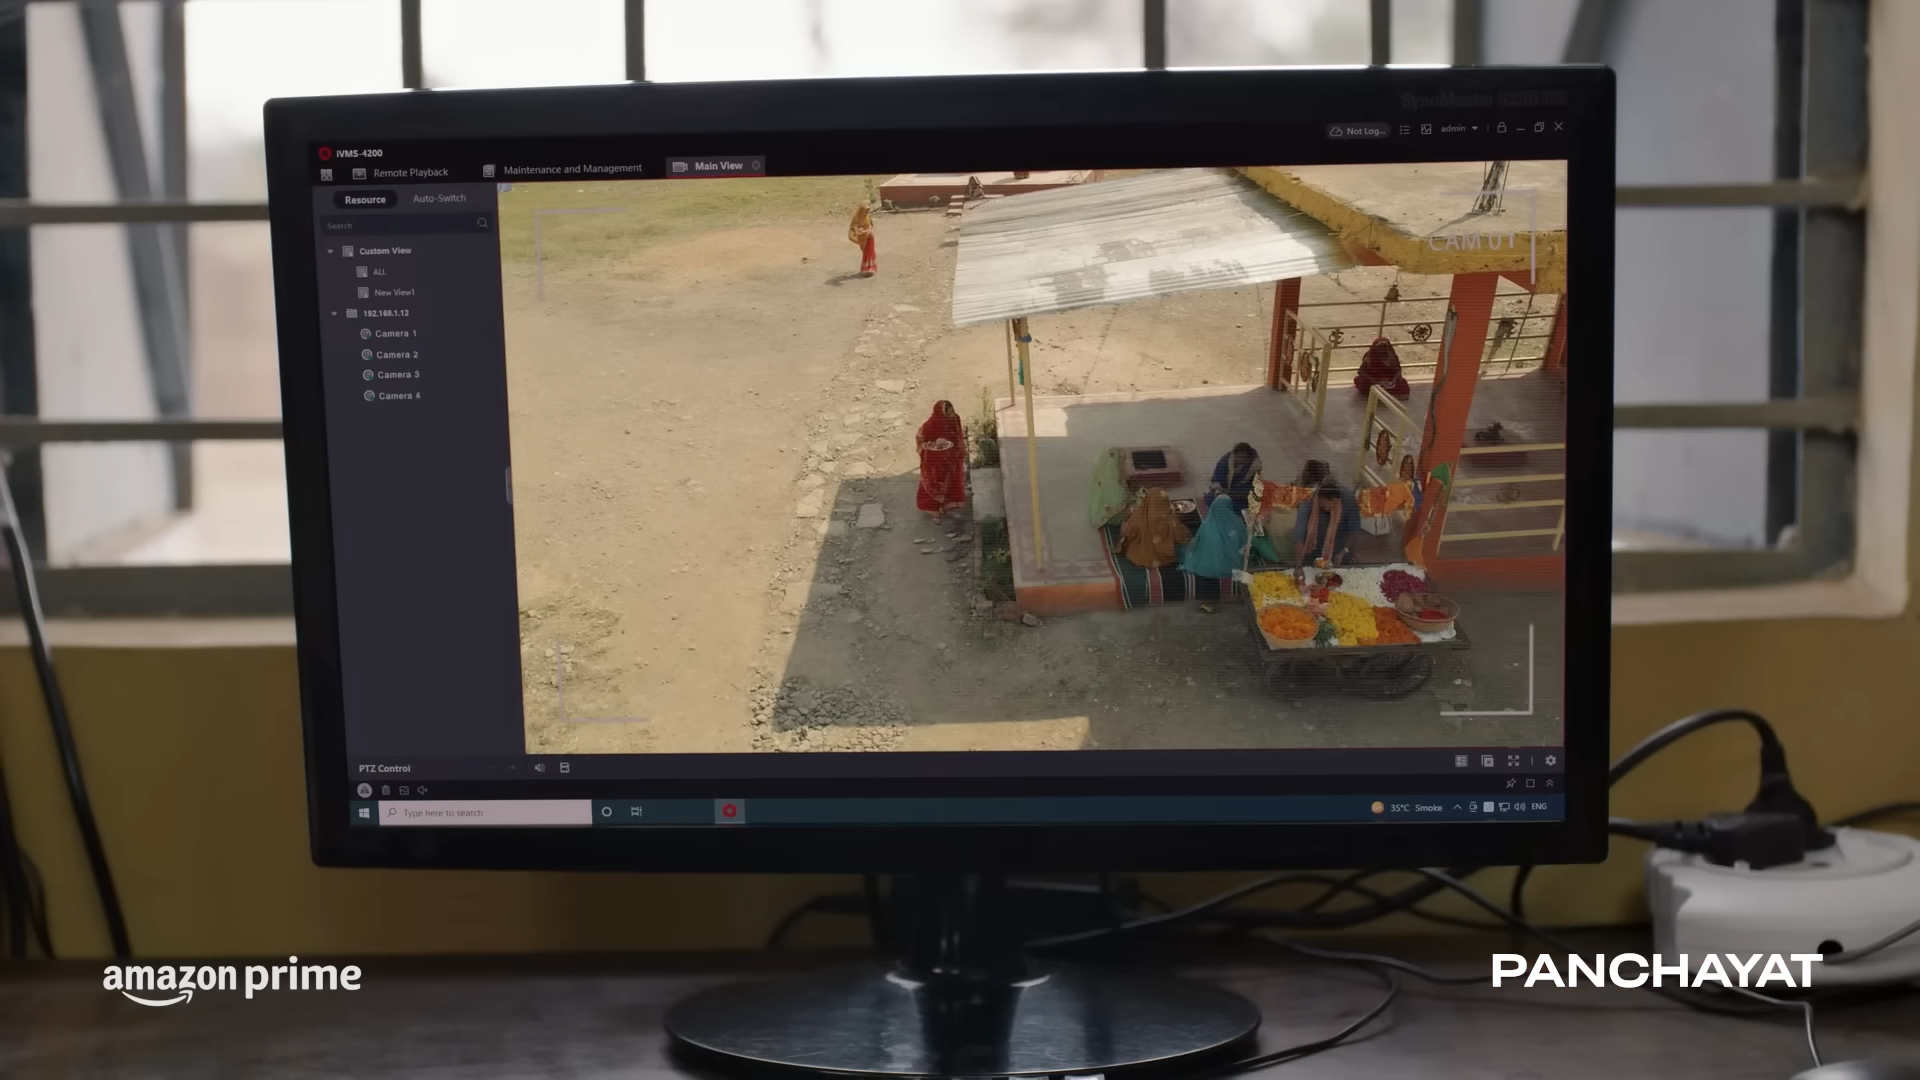 SyncMaster
Not Log...
admin
iVMS-4200
Remote Playback
Maintenance and Management
Main View
Resource
Auto-Switch
Search
Custom View
ALL
New View1
192.168.1.12
Camera 1
Camera 2
Camera 3
Camera 4
CAM 01
PTZ Control
Type here to search
35°C Smoke
ENG
amazon prime
PANCHAYAT